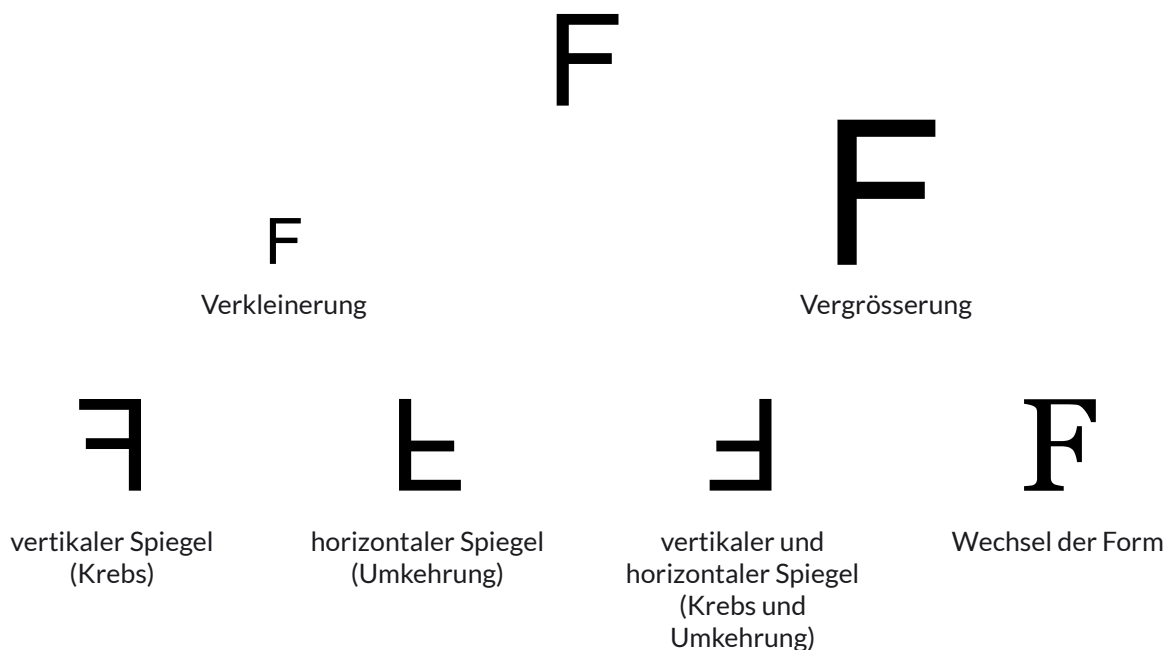 F
F
F
Verkleinerung
Vergrösserung
F
F
F
F
vertikaler Spiegel
(Krebs)
horizontaler Spiegel
(Umkehrung)
vertikaler und
horizontaler Spiegel
(Krebs und
Umkehrung)
Wechsel der Form